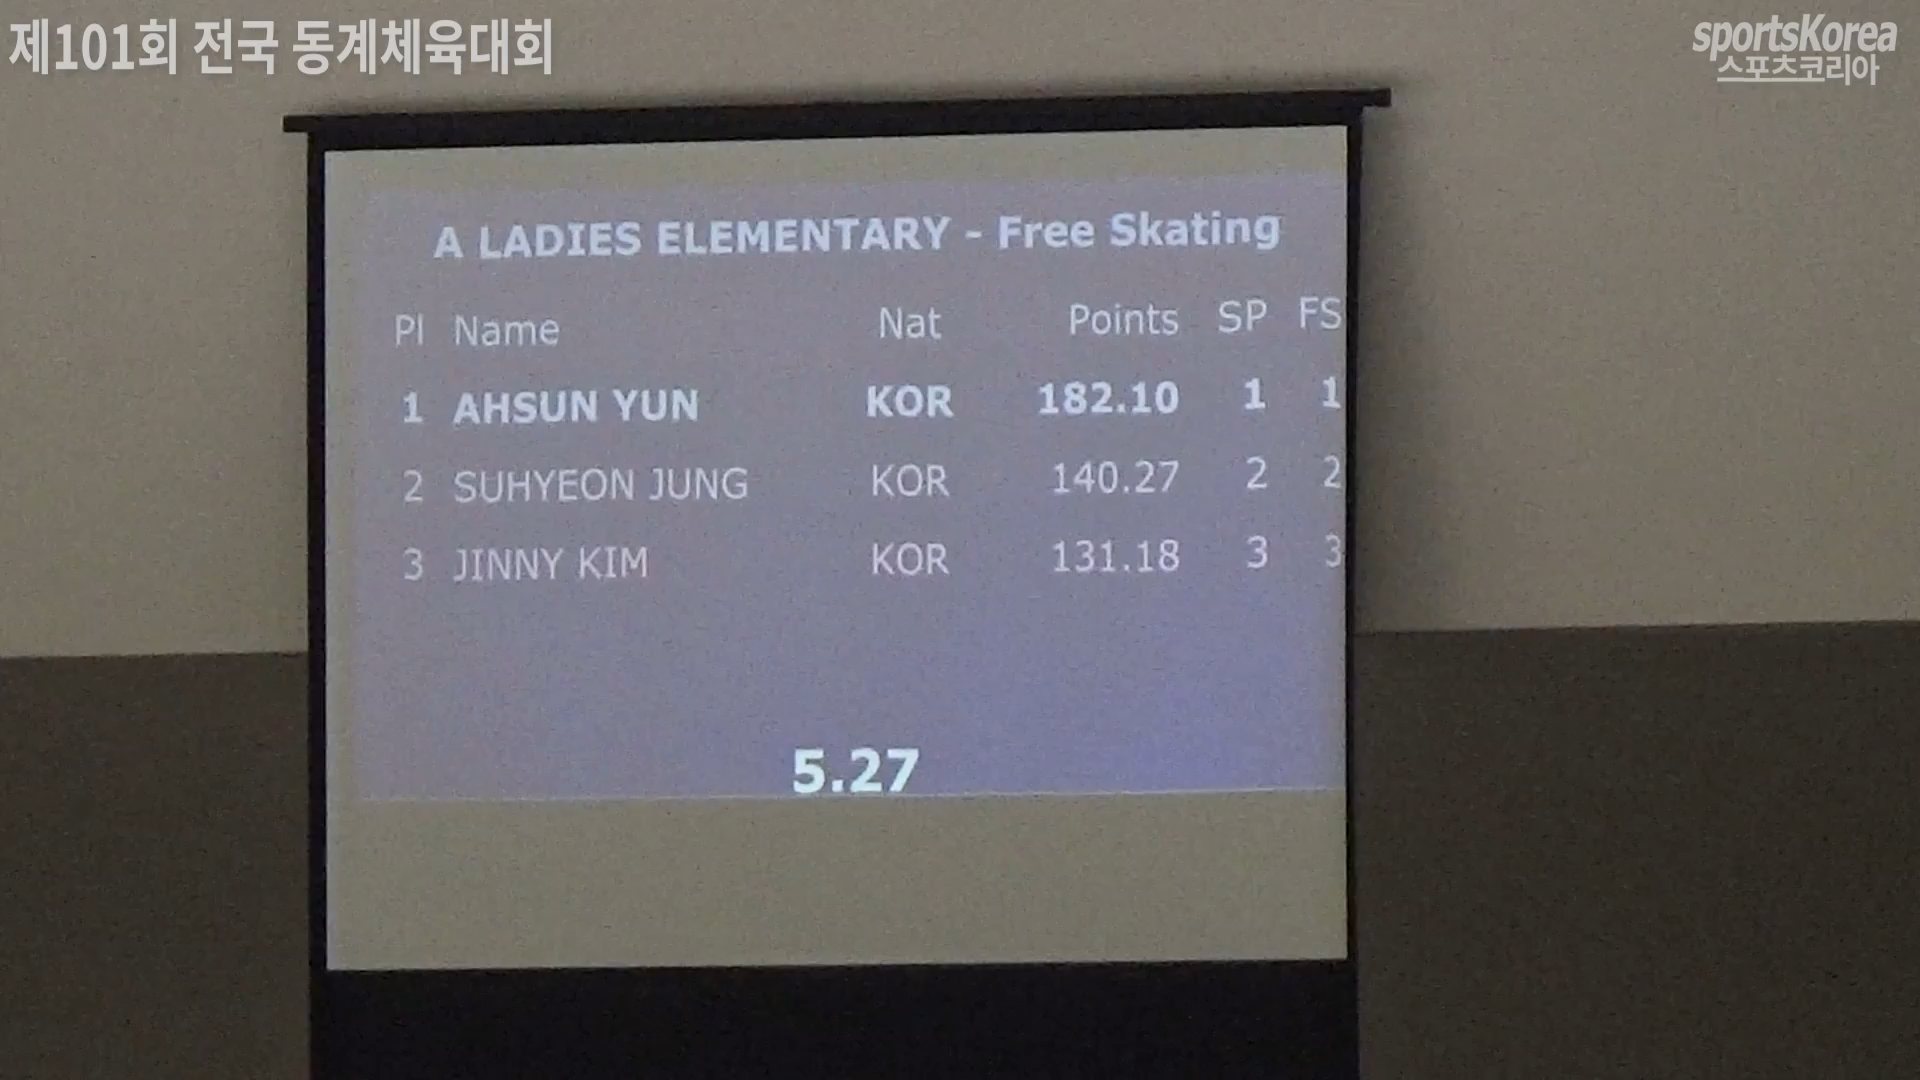 제101회 전국 동계체육대회
sportsKorea
스포츠코리아
A LADIES ELEMENTARY - Free Skating
Pl Name Nat Points SP FS
1 AHSUN YUN KOR 182.10 1 1
2 SUHYEON JUNG KOR 140.27 2 2
3 JINNY KIM KOR 131.18 3 3
5.27